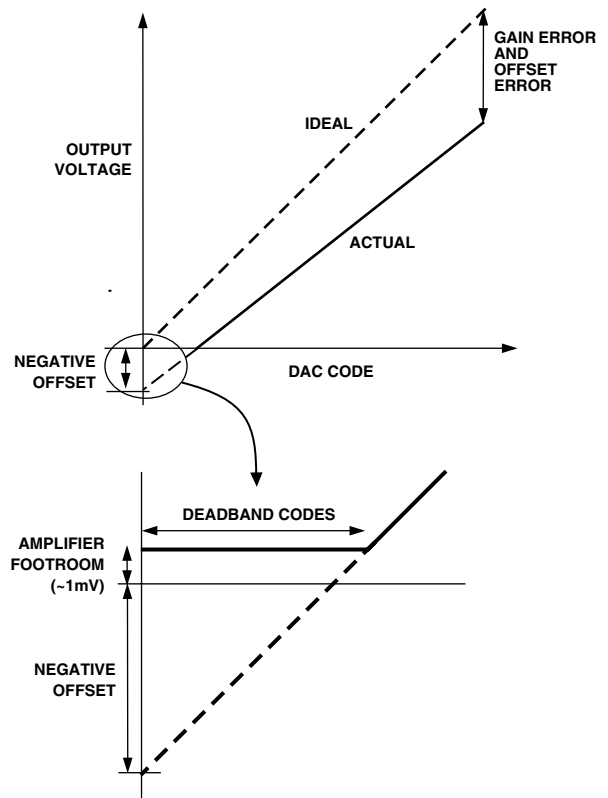 GAIN ERROR
AND
OFFSET
ERROR
IDEAL
OUTPUT
VOLTAGE
ACTUAL
NEGATIVE
OFFSET
DAC CODE
DEADBAND CODES
AMPLIFIER
FOOTROOM
(~1mV)
NEGATIVE
OFFSET